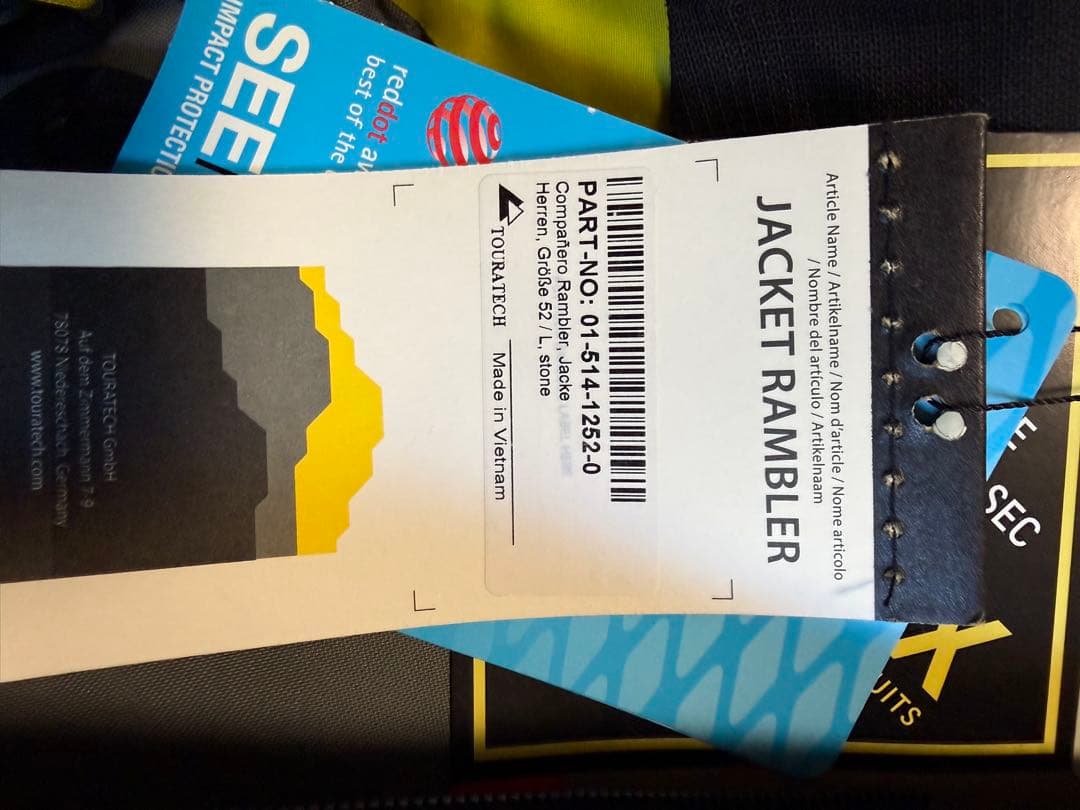 Article Name / Artikelname / Nom d'article / Nome articolo
/ Nombre del artículo / Artikelnaam
JACKET RAMBLER
PART-NO: 01-514-1252-0
Compañero Rambler, Jacke
Herren, Größe 52 / L, stone
TOURATECH Made in Vietnam
TOURATECH GmbH
Auf dem Zimmermann 7-9
78078 Niedereschach, Germany
www.touratech.com
reddot
best of the
IMPACT
SEC